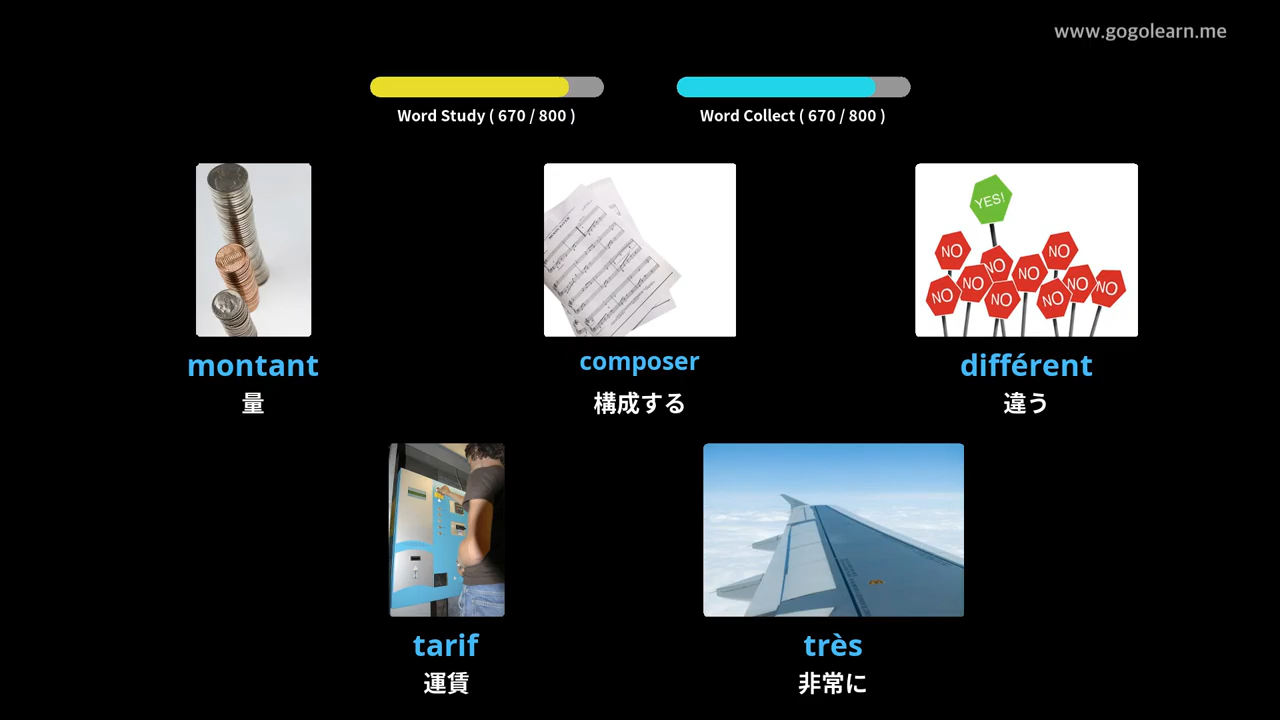 www.gogolearn.me
Word Study ( 670 / 800 )
Word Collect ( 670 / 800 )
YES!
NO
NO
NO
NO
NO
NO
NO
NO
NO
NO
montant
量
composer
構成する
différent
違う
tarif
運賃
très
非常に